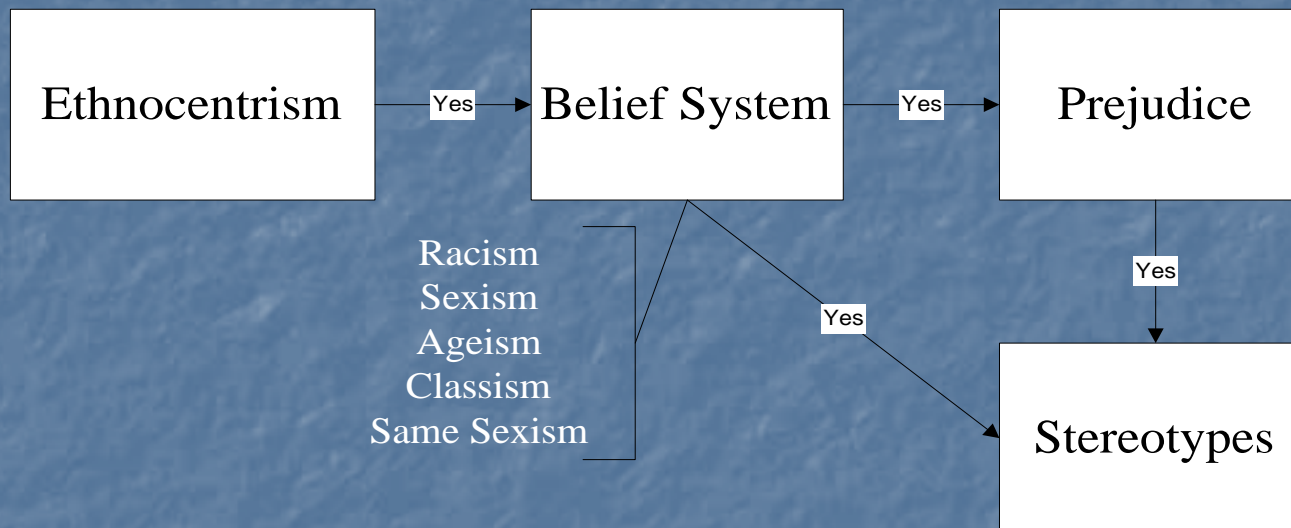 Ethnocentrism
Yes
Belief System
Yes
Prejudice
Yes
Racism
Sexism
Ageism
Classism
Same Sexism
Yes
Stereotypes